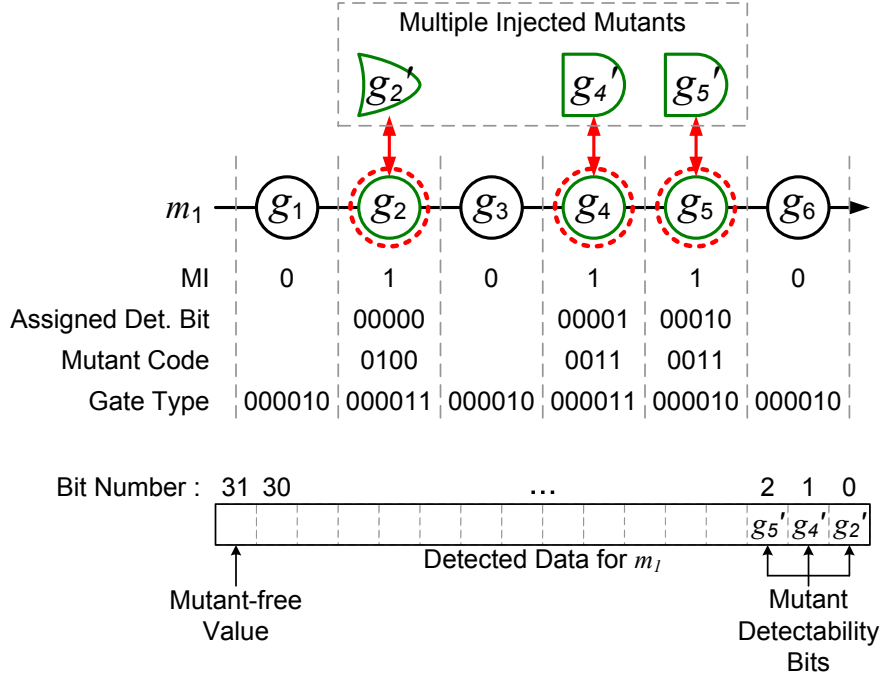 Multiple Injected Mutants
g2′ g4′ g5′
m1 g1 g2 g3 g4 g5 g6
MI 0 1 0 1 1 0
Assigned Det. Bit 00000 00001 00010
Mutant Code 0100 0011 0011
Gate Type 000010 000011 000010 000011 000010 000010
Bit Number : 31 30 ... 2 1 0
g5′ g4′ g2′
Detected Data for m1
Mutant-free
Value
Mutant
Detectability
Bits